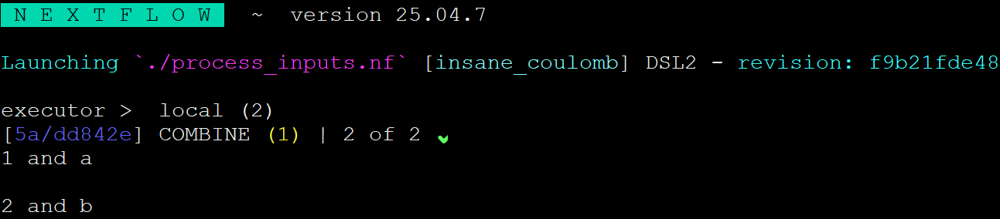 N E X T F L O W ~ version 25.04.7
Launching `./process_inputs.nf` [insane_coulomb] DSL2 - revision: f9b21fde48
executor > local (2)
[5a/dd842e] COMBINE (1) | 2 of 2 ✔
1 and a
2 and b